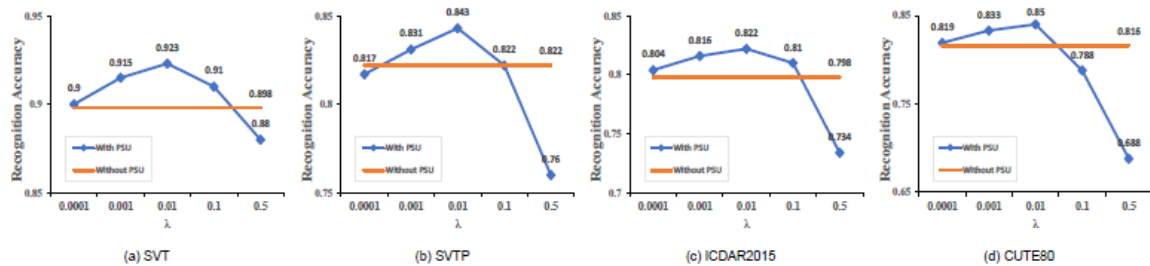 Recognition Accuracy
0.95
0.9
0.85
0.9
0.915
0.923
0.91
0.898
0.88
With PSU
Without PSU
0.0001 0.001 0.01 0.1 0.5
λ
(a) SVT
Recognition Accuracy
0.85
0.8
0.75
0.817
0.831
0.843
0.822
0.822
0.76
With PSU
Without PSU
0.0001 0.001 0.01 0.1 0.5
λ
(b) SVTP
Recognition Accuracy
0.85
0.8
0.75
0.7
0.804
0.816
0.822
0.81
0.798
0.734
With PSU
Without PSU
0.0001 0.001 0.01 0.1 0.5
λ
(c) ICDAR2015
Recognition Accuracy
0.85
0.75
0.65
0.819
0.833
0.85
0.788
0.816
0.688
With PSU
Without PSU
0.0001 0.001 0.01 0.1 0.5
λ
(d) CUTE80